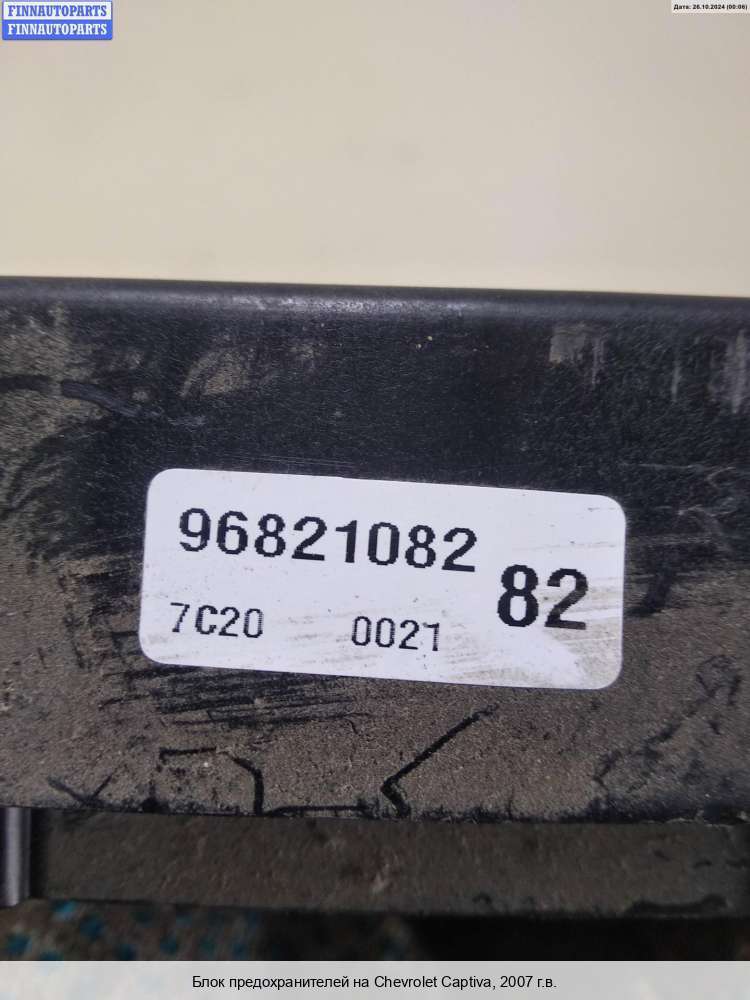 FINNAUTOPARTS
FINNAUTOPARTS
Дата: 26.10.2024 (00:06)
96821082
82
7C20 0021
Блок предохранителей на Chevrolet Captiva, 2007 г.в.